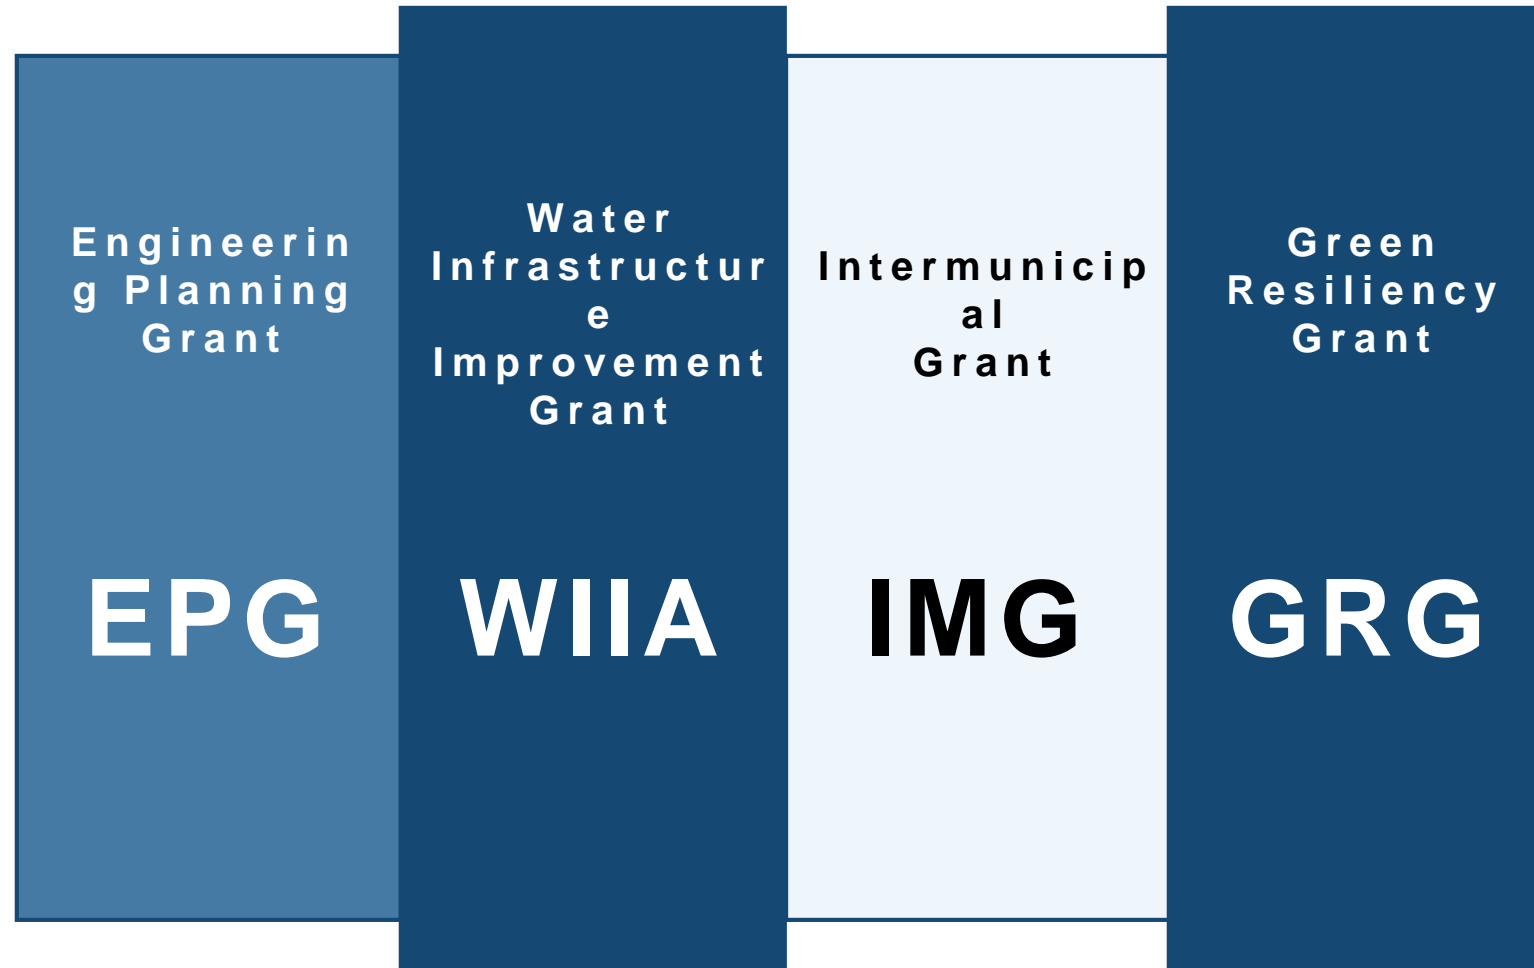 Engineerin
g Planning
Grant
EPG
Water
Infrastructur
e
Improvement
Grant
WIIA
Intermunicip
al
Grant
IMG
Green
Resiliency
Grant
GRG